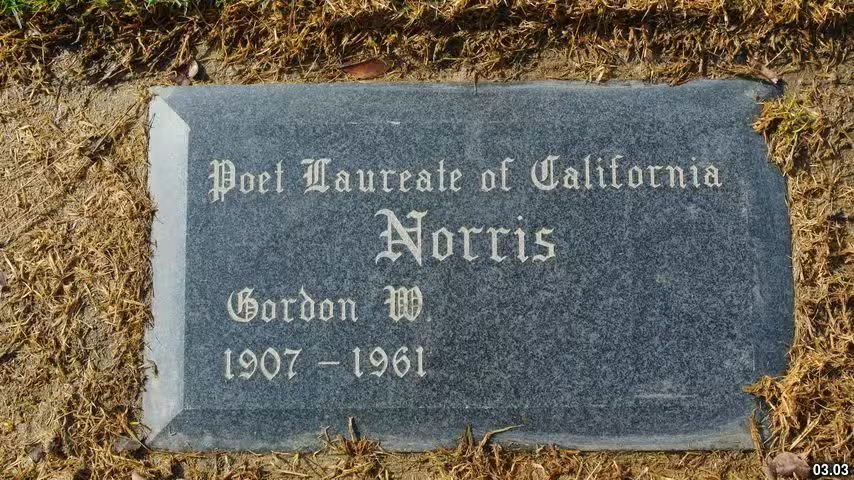 Poet Laureate of California
Norris
Gordon W.
1907 – 1961
03.03